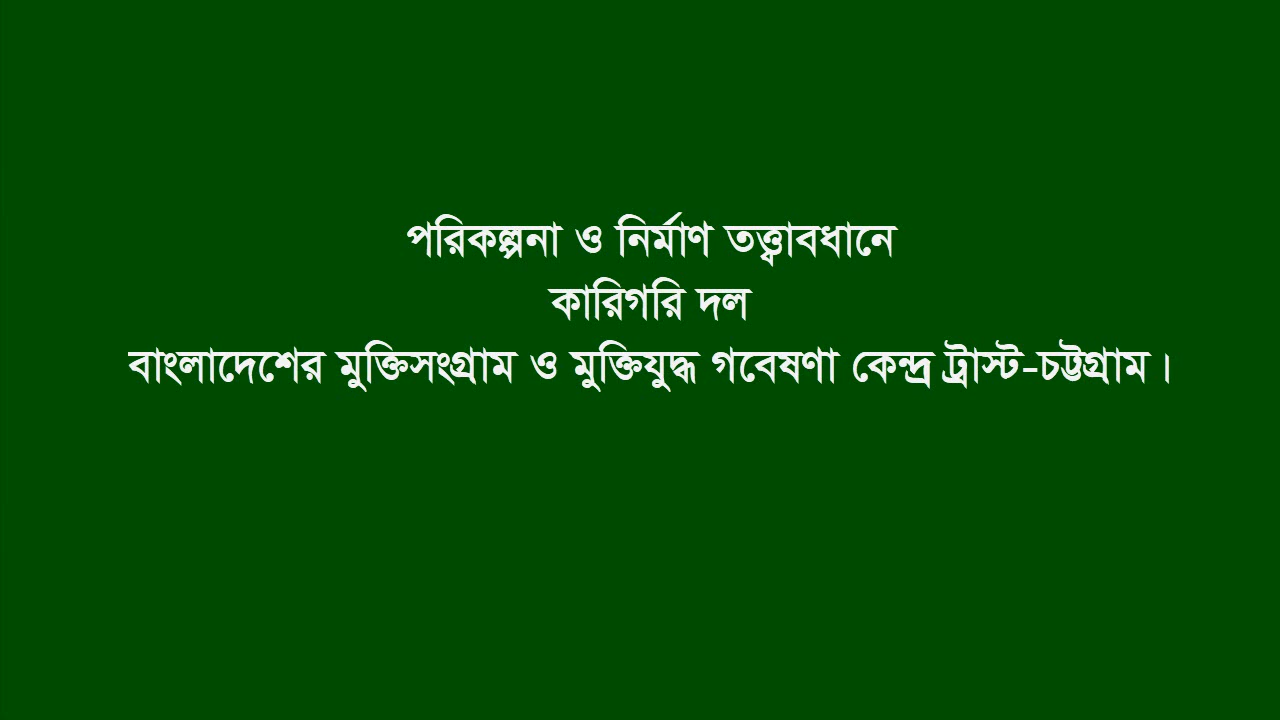 পরিকল্পনা ও নির্মাণ তত্ত্বাবধানে
কারিগরি দল
বাংলাদেশের মুক্তিসংগ্রাম ও মুক্তিযুদ্ধ গবেষণা কেন্দ্র ট্রাস্ট-চট্টগ্রাম।